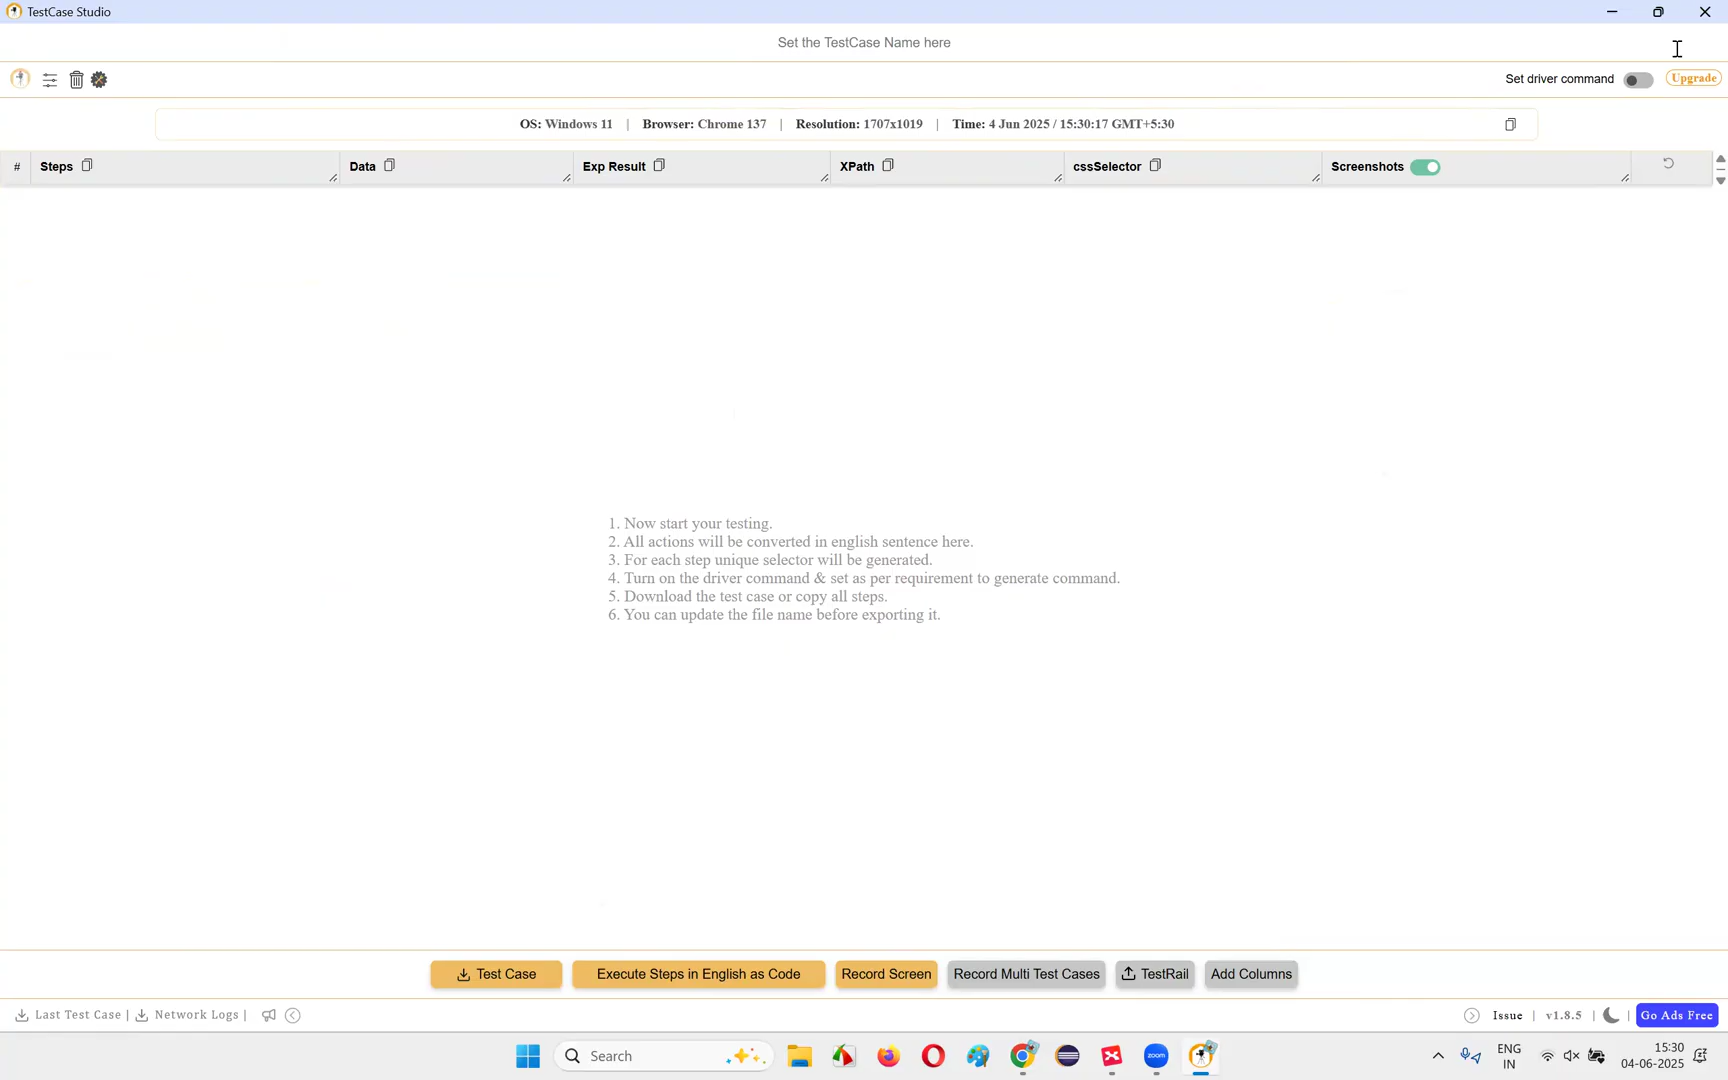 TestCase Studio
Set the TestCase Name here
Set driver command
Upgrade
OS: Windows 11 | Browser: Chrome 137 | Resolution: 1707x1019 | Time: 4 Jun 2025 / 15:30:17 GMT+5:30
# Steps Data Exp Result XPath cssSelector Screenshots
1. Now start your testing.
2. All actions will be converted in english sentence here.
3. For each step unique selector will be generated.
4. Turn on the driver command & set as per requirement to generate command.
5. Download the test case or copy all steps.
6. You can update the file name before exporting it.
Test Case Execute Steps in English as Code Record Screen Record Multi Test Cases TestRail Add Columns
Last Test Case | Network Logs | Issue | v1.8.5 | | Go Ads Free
Search
zoom
ENG
IN
15:30
04-06-2025